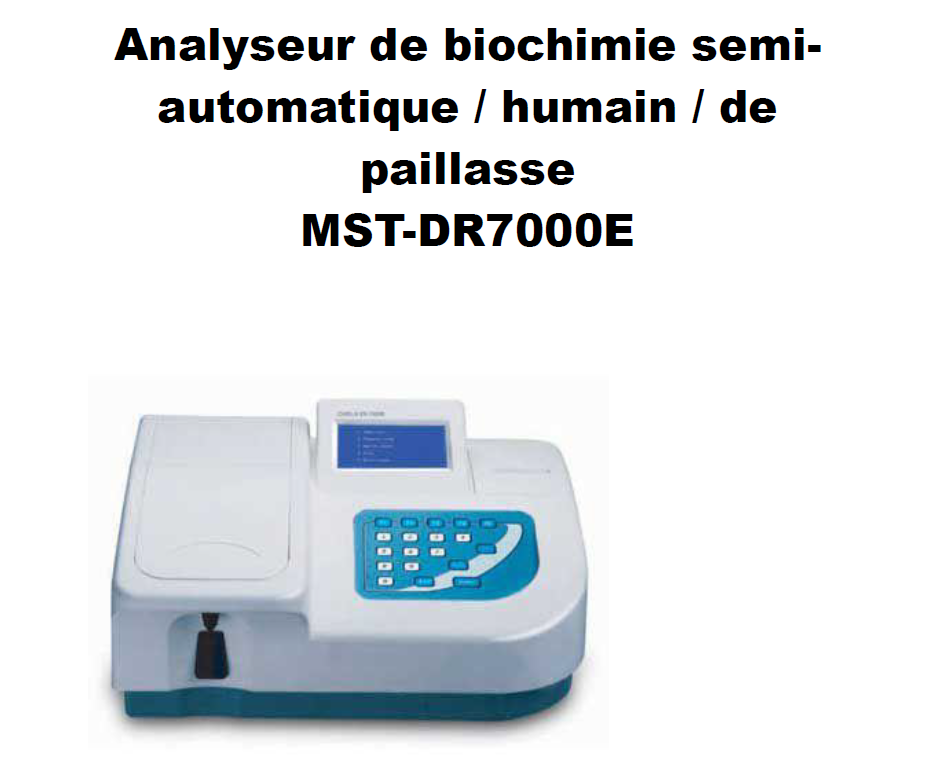 Analyseur de biochimie semi-
automatique / humain / de
paillasse
MST-DR7000E